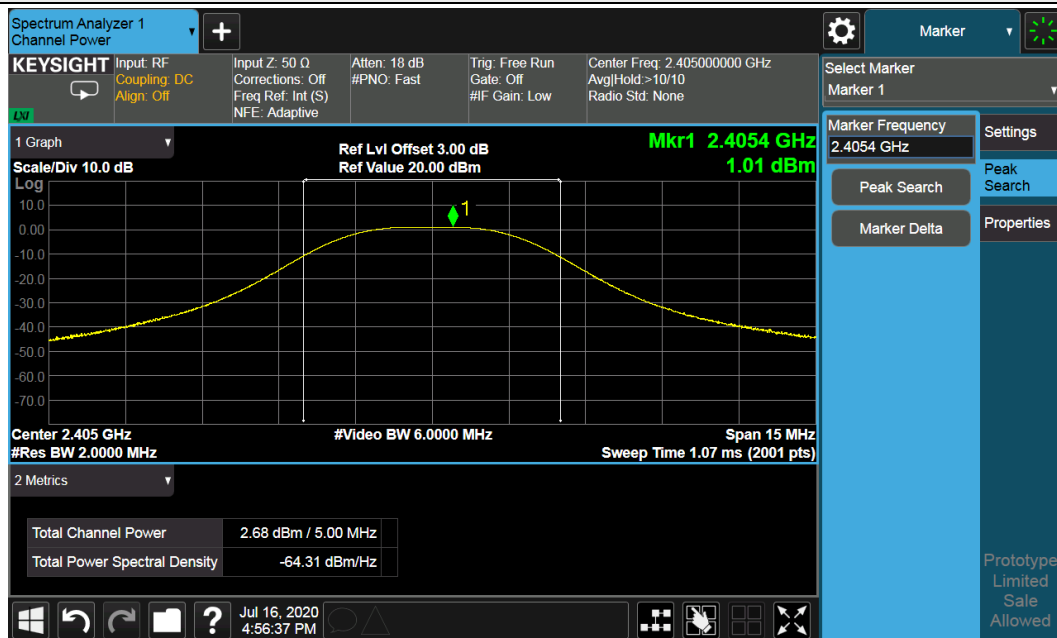 Spectrum Analyzer 1
Channel Power
+
Marker
KEYSIGHT
Input: RF
Coupling: DC
Align: Off
Input Z: 50 Ω
Corrections: Off
Freq Ref: Int (S)
NFE: Adaptive
Atten: 18 dB
#PNO: Fast
Trig: Free Run
Gate: Off
#IF Gain: Low
Center Freq: 2.405000000 GHz
Avg|Hold:>10/10
Radio Std: None
LXI
Select Marker
Marker 1
Marker Frequency
2.4054 GHz
Peak Search
Marker Delta
Settings
Peak
Search
Properties
1 Graph
Scale/Div 10.0 dB
Ref Lvl Offset 3.00 dB
Ref Value 20.00 dBm
Mkr1 2.4054 GHz
1.01 dBm
Log
10.0
0.00
-10.0
-20.0
-30.0
-40.0
-50.0
-60.0
-70.0
1
Center 2.405 GHz
#Video BW 6.0000 MHz
Span 15 MHz
#Res BW 2.0000 MHz
Sweep Time 1.07 ms (2001 pts)
2 Metrics
Total Channel Power 2.68 dBm / 5.00 MHz
Total Power Spectral Density -64.31 dBm/Hz
Prototype
Limited
Sale
Allowed
?
Jul 16, 2020
4:56:37 PM